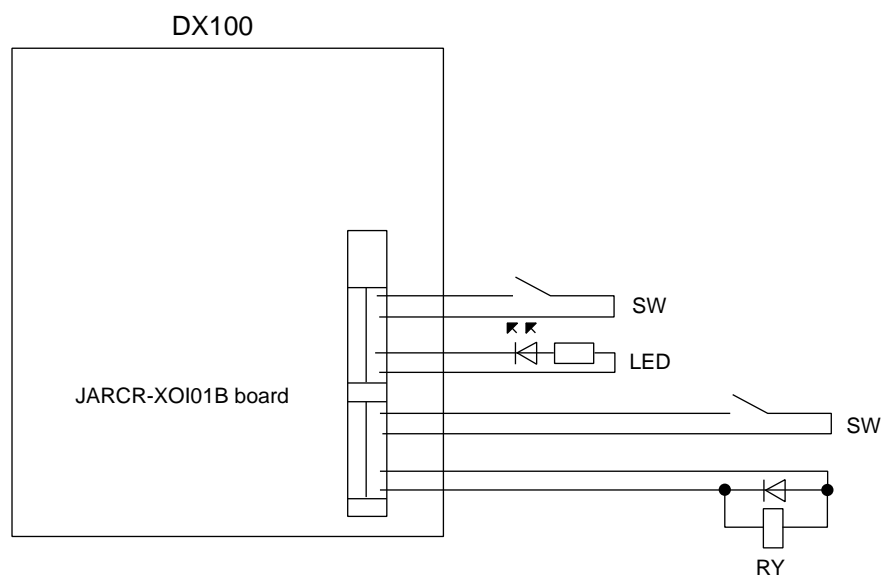 DX100
SW
LED
JARCR-XOI01B board
SW
RY